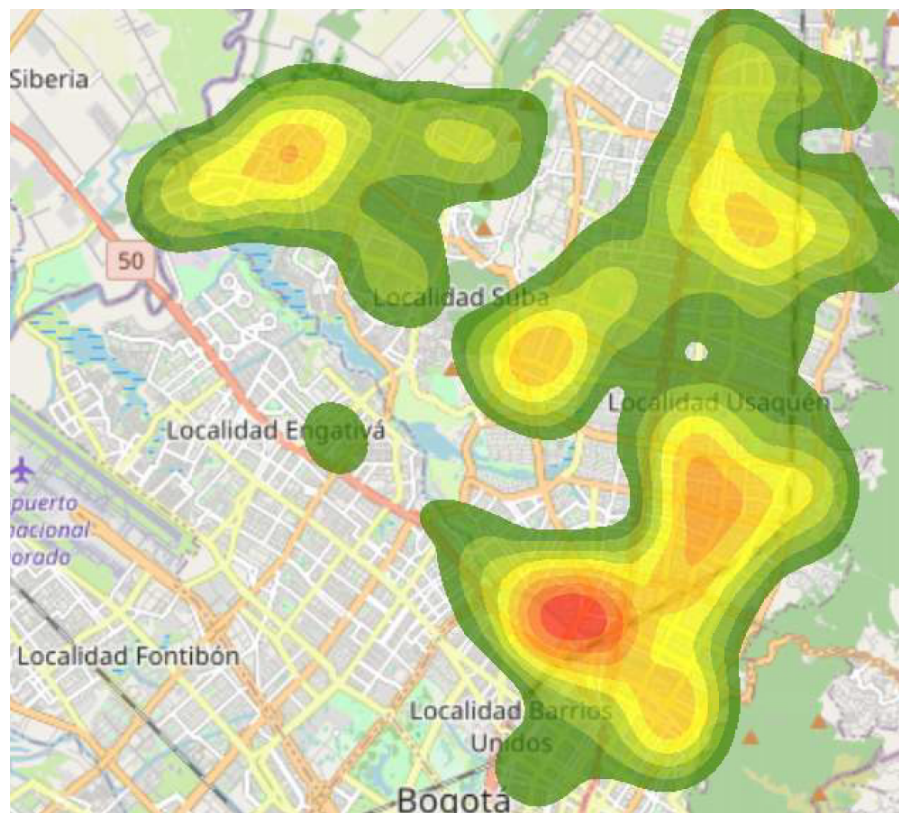 Siberia
50
Localidad Suba
Localidad Usaquén
Localidad Engativá
puerto
nacional
orado
Localidad Fontibón
Localidad Barrios
Unidos
Bogotá